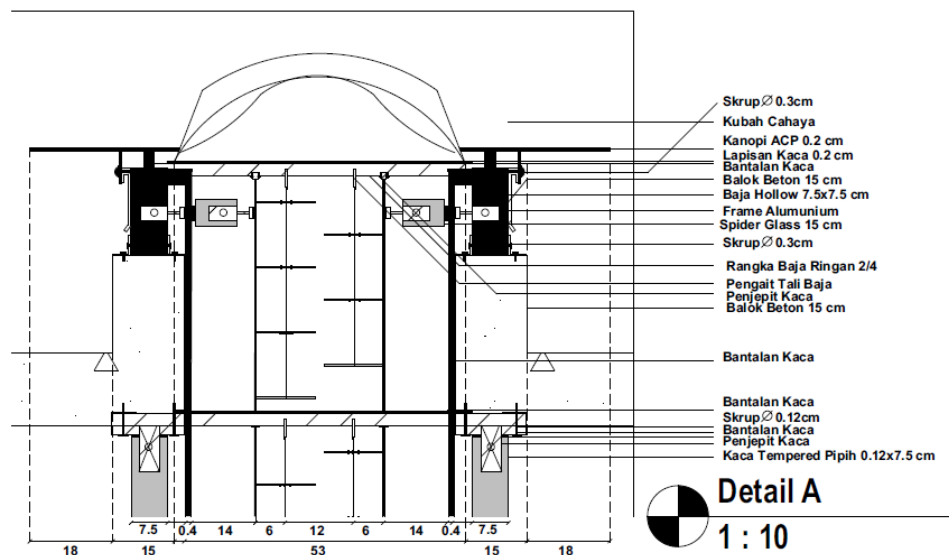 Skrup∅ 0.3cm
Kubah Cahaya
Kanopi ACP 0.2 cm
Lapisan Kaca 0.2 cm
Bantalan Kaca
Balok Beton 15 cm
Baja Hollow 7.5x7.5 cm
Frame Alumunium
Spider Glass 15 cm
Skrup∅ 0.3cm
Rangka Baja Ringan 2/4
Pengait Tali Baja
Penjepit Kaca
Balok Beton 15 cm
Bantalan Kaca
Bantalan Kaca
Skrup∅ 0.12cm
Bantalan Kaca
Penjepit Kaca
Kaca Tempered Pipih 0.12x7.5 cm
Detail A
1 : 10
7.5 0.4 14 6 12 6 14 0.4 7.5
18 15 53 15 18